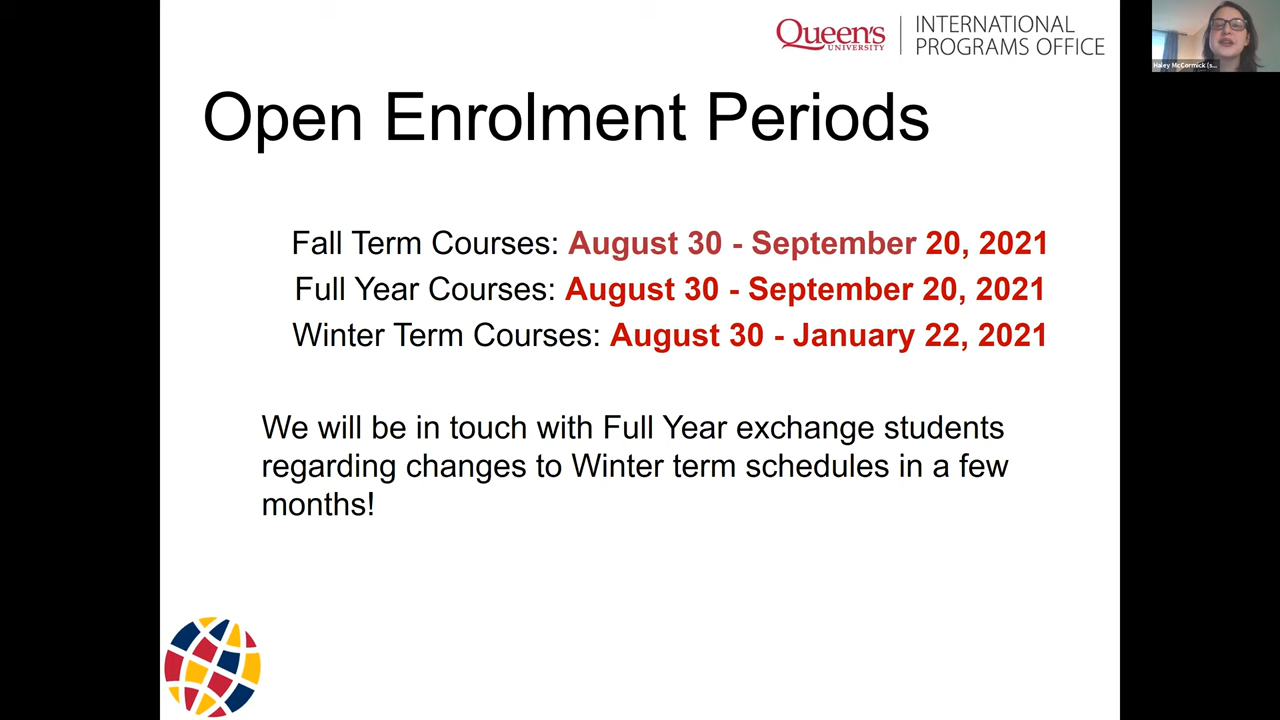 Queen's
UNIVERSITY
INTERNATIONAL
PROGRAMS OFFICE
Haley McCormick (s...
Open Enrolment Periods
Fall Term Courses: August 30 - September 20, 2021
Full Year Courses: August 30 - September 20, 2021
Winter Term Courses: August 30 - January 22, 2021
We will be in touch with Full Year exchange students
regarding changes to Winter term schedules in a few
months!